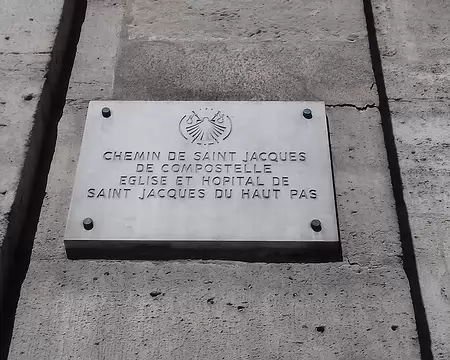 CHEMIN DE SAINT JACQUES
DE COMPOSTELLE
EGLISE ET HOPITAL DE
SAINT JACQUES DU HAUT PAS